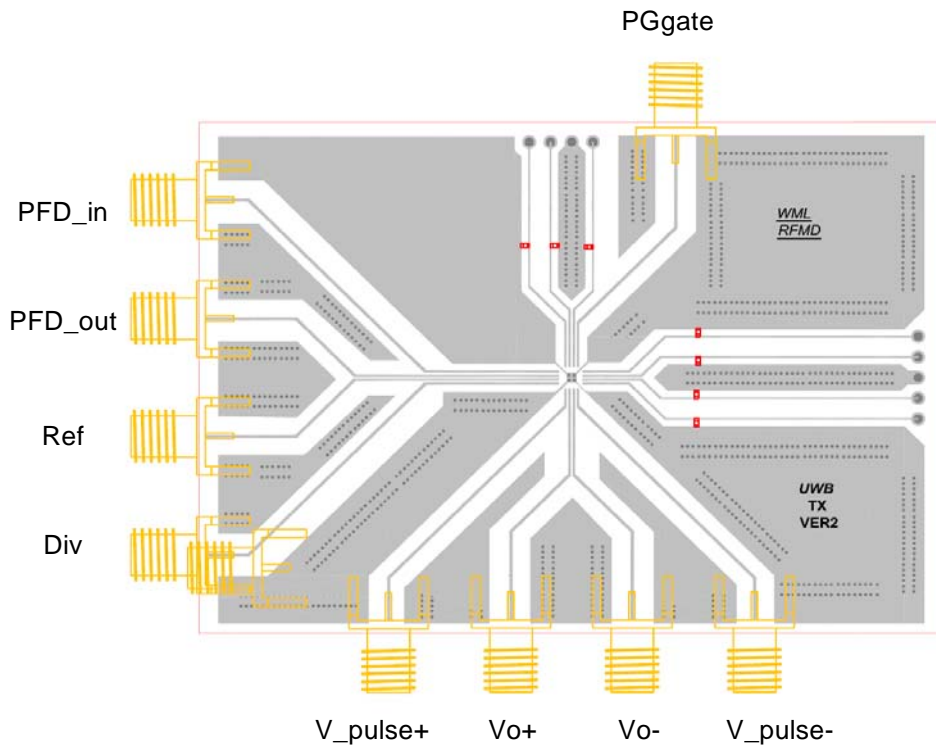 PGgate
PFD_in
WML
RFMD
PFD_out
Ref
UWB
TX
VER2
Div
V_pulse+
Vo+
Vo-
V_pulse-